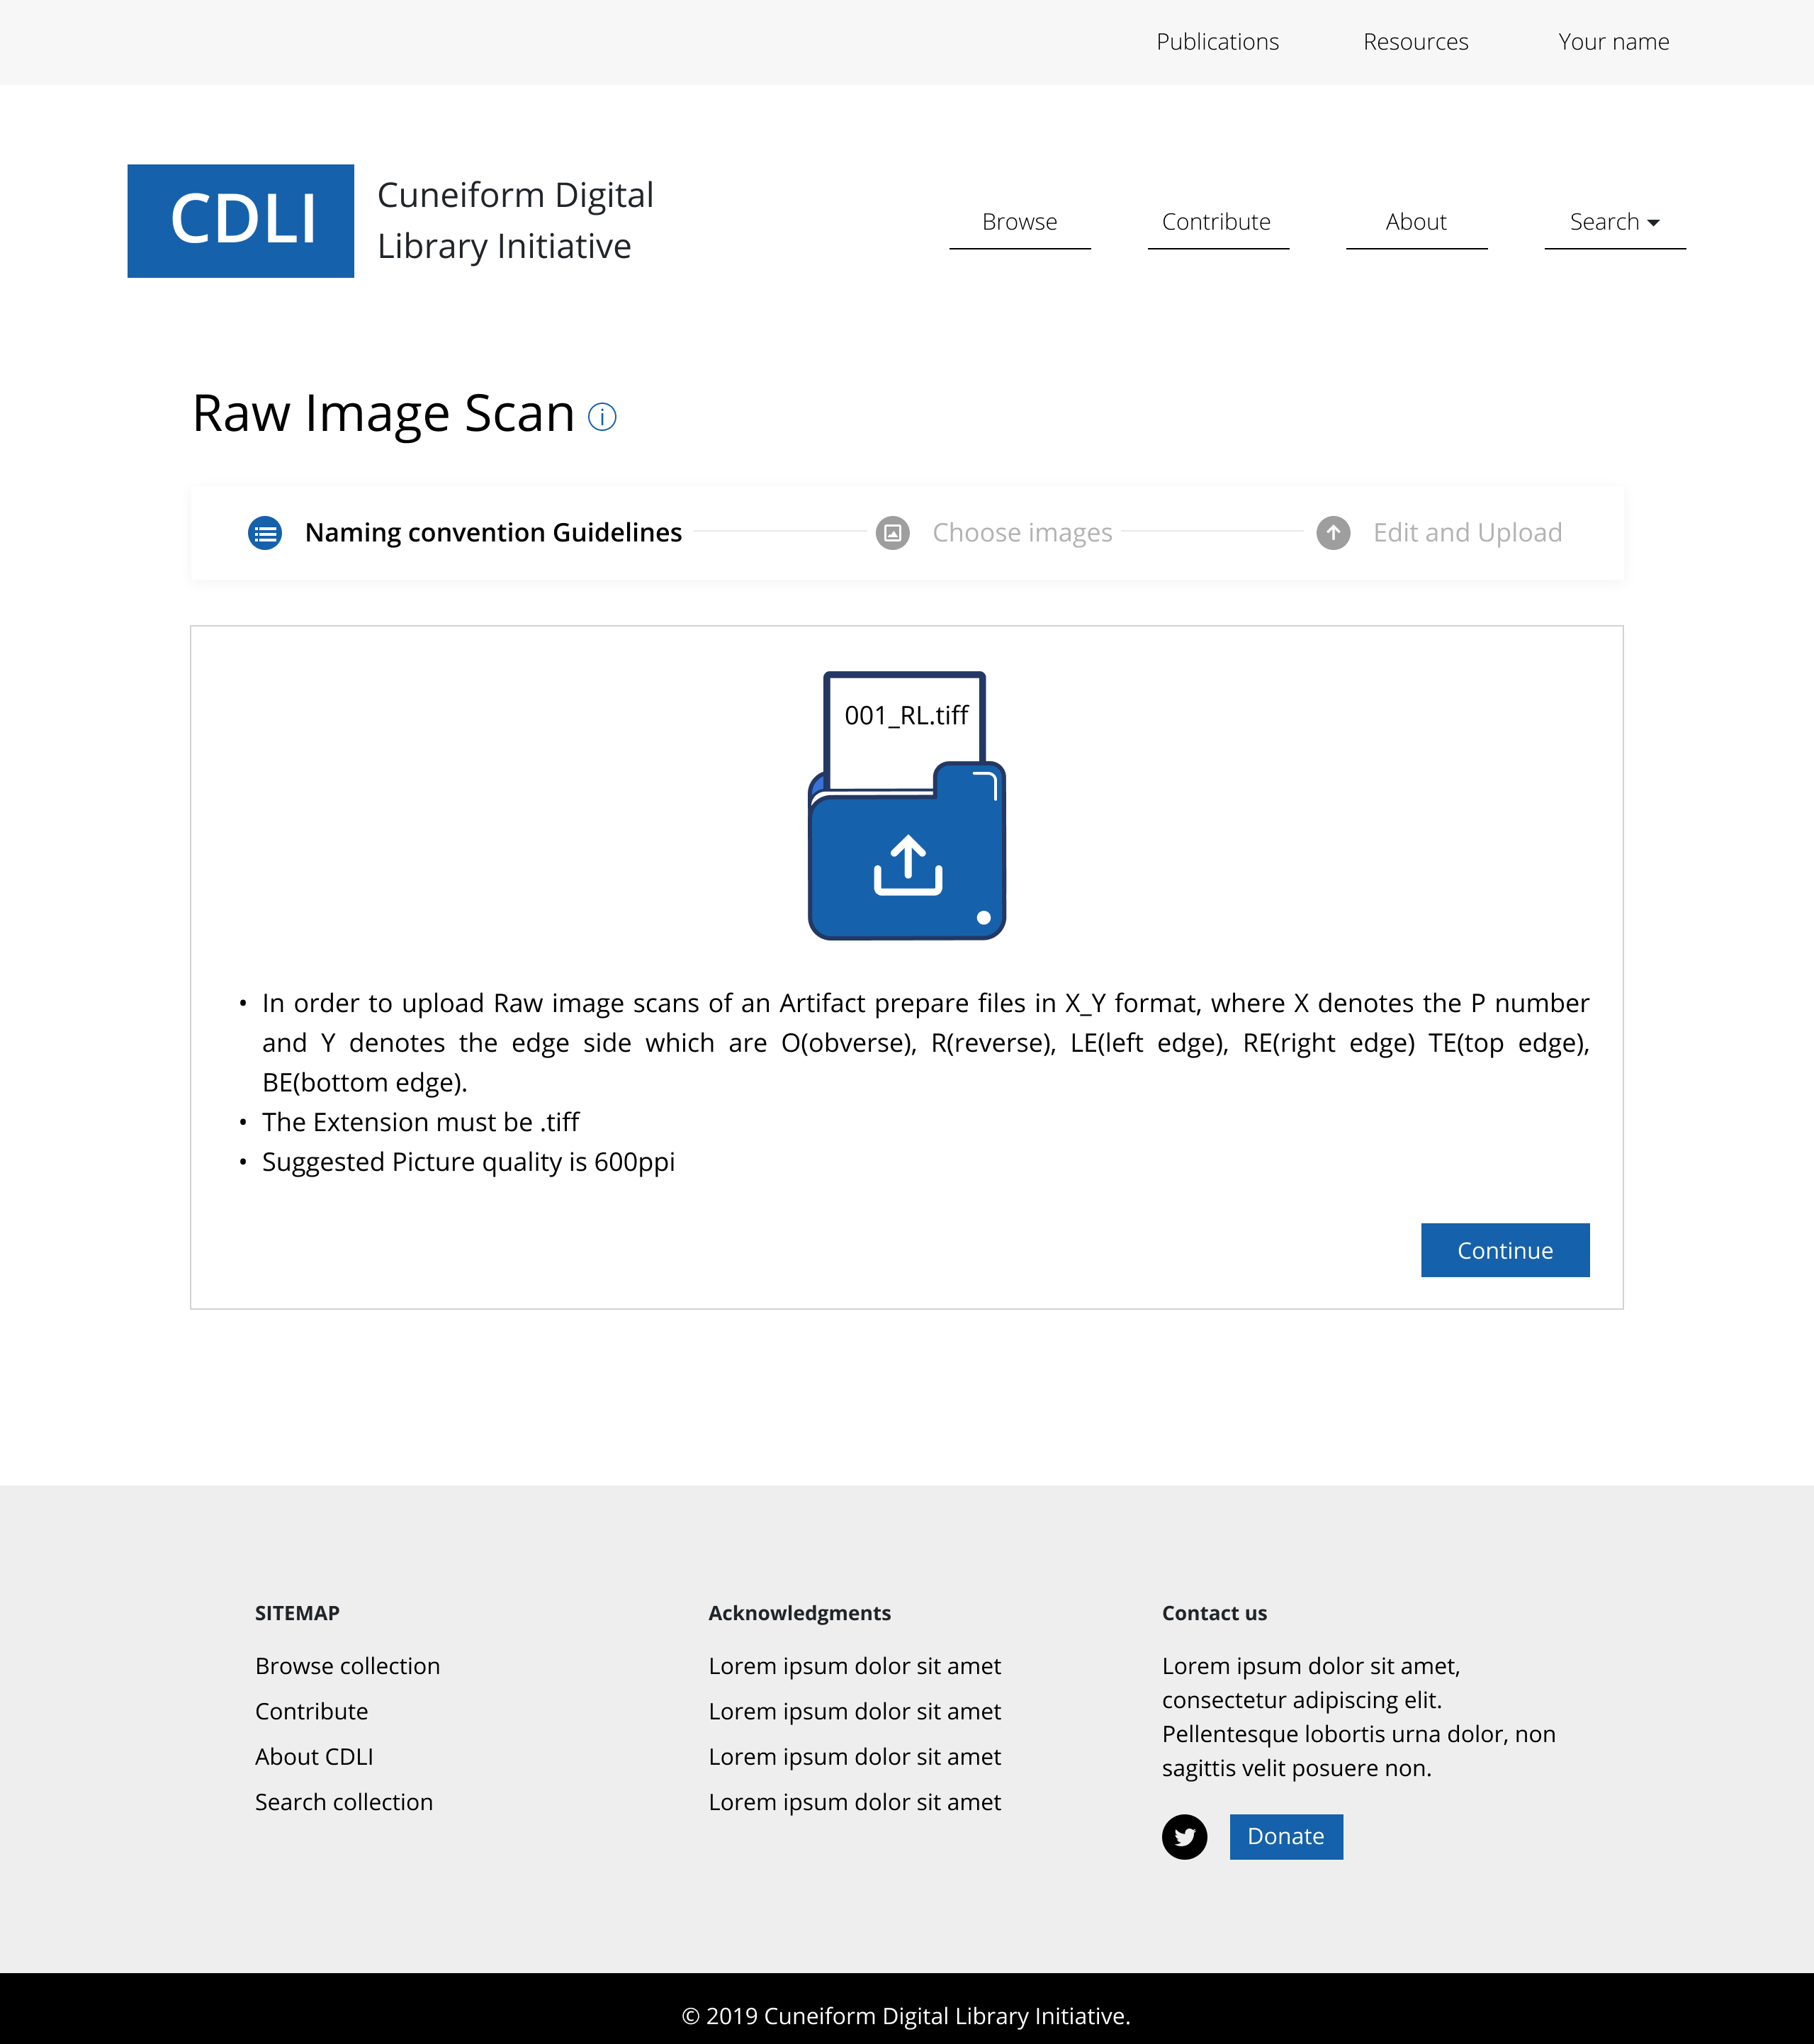 Publications Resources Your name
CDLI
Cuneiform Digital
Library Initiative
Browse Contribute About Search
Raw Image Scan
Naming convention Guidelines Choose images Edit and Upload
001_RL.tiff
• In order to upload Raw image scans of an Artifact prepare files in X_Y format, where X denotes the P number
and Y denotes the edge side which are O(obverse), R(reverse), LE(left edge), RE(right edge) TE(top edge),
BE(bottom edge).
• The Extension must be .tiff
• Suggested Picture quality is 600ppi
Continue
SITEMAP
Browse collection
Contribute
About CDLI
Search collection
Acknowledgments
Lorem ipsum dolor sit amet
Lorem ipsum dolor sit amet
Lorem ipsum dolor sit amet
Lorem ipsum dolor sit amet
Contact us
Lorem ipsum dolor sit amet,
consectetur adipiscing elit.
Pellentesque lobortis urna dolor, non
sagittis velit posuere non.
Donate
© 2019 Cuneiform Digital Library Initiative.